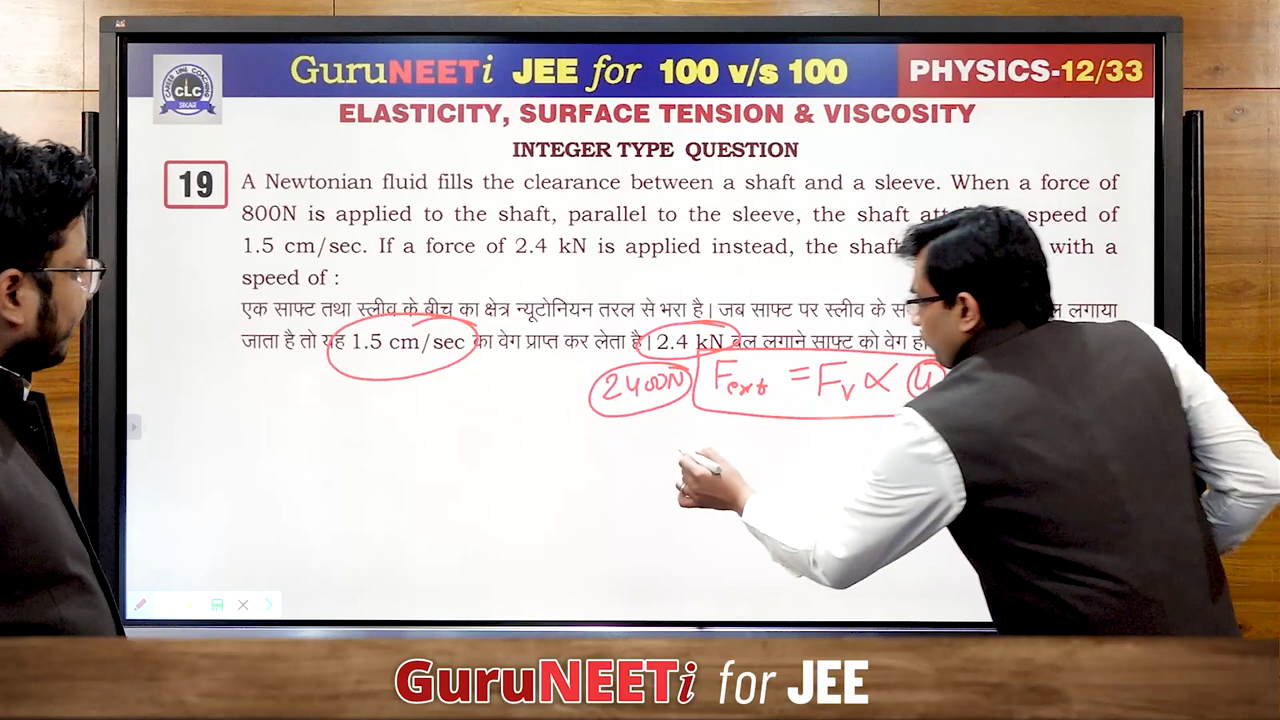 GuruNEETi JEE for 100 v/s 100
PHYSICS-12/33
CLC
SIKAR
ELASTICITY, SURFACE TENSION & VISCOSITY
INTEGER TYPE QUESTION
19
A Newtonian fluid fills the clearance between a shaft and a sleeve. When a force of
800N is applied to the shaft, parallel to the sleeve, the shaft speed of
1.5 cm/sec. If a force of 2.4 kN is applied instead, the shaft with a
speed of :
एक साफ्ट तथा स्लीव के बीच का क्षेत्र न्यूटोनियन तरल से भरा है। जब साफ्ट पर स्लीव के लगाया
जाता है तो यह 1.5 cm/sec का वेग प्राप्त कर लेता है। 2.4 kN बल लगाने साफ्ट को वेग
2400N F_ext = F_v ∝
GuruNEETi for JEE